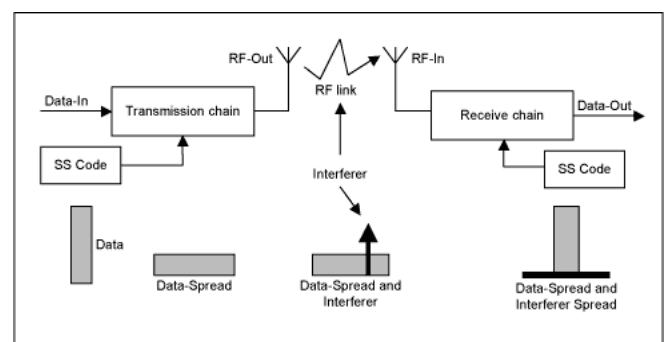 RF-Out
RF-In
RF link
Data-In
Transmission chain
Receive chain
Data-Out
SS Code
Interferer
SS Code
Data
Data-Spread
Data-Spread and
Interferer
Data-Spread and
Interferer Spread